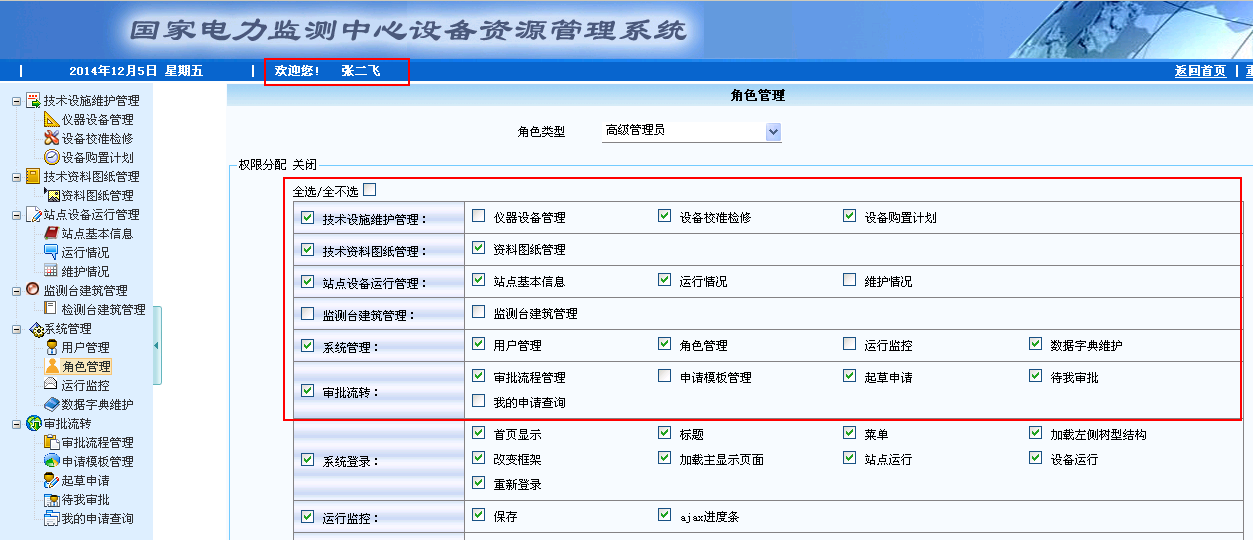 国家电力监测中心设备资源管理系统
| 2014年12月5日 星期五 | 欢迎您! 张二飞 返回首页 |
技术设施维护管理
仪器设备管理
设备校准检修
设备购置计划
技术资料图纸管理
资料图纸管理
站点设备运行管理
站点基本信息
运行情况
维护情况
监测台建筑管理
检测台建筑管理
系统管理
用户管理
角色管理
运行监控
数据字典维护
审批流转
审批流程管理
申请模板管理
起草申请
待我审批
我的申请查询
角色管理
角色类型 高级管理员
权限分配 关闭
全选/全不选
技术设施维护管理: 仪器设备管理 设备校准检修 设备购置计划
技术资料图纸管理: 资料图纸管理
站点设备运行管理: 站点基本信息 运行情况 维护情况
监测台建筑管理: 监测台建筑管理
系统管理: 用户管理 角色管理 运行监控 数据字典维护
审批流转: 审批流程管理 申请模板管理 起草申请 待我审批
我的申请查询
系统登录: 首页显示 标题 菜单 加载左侧树型结构
改变框架 加载主显示页面 站点运行 设备运行
重新登录
运行监控: 保存 ajax进度条